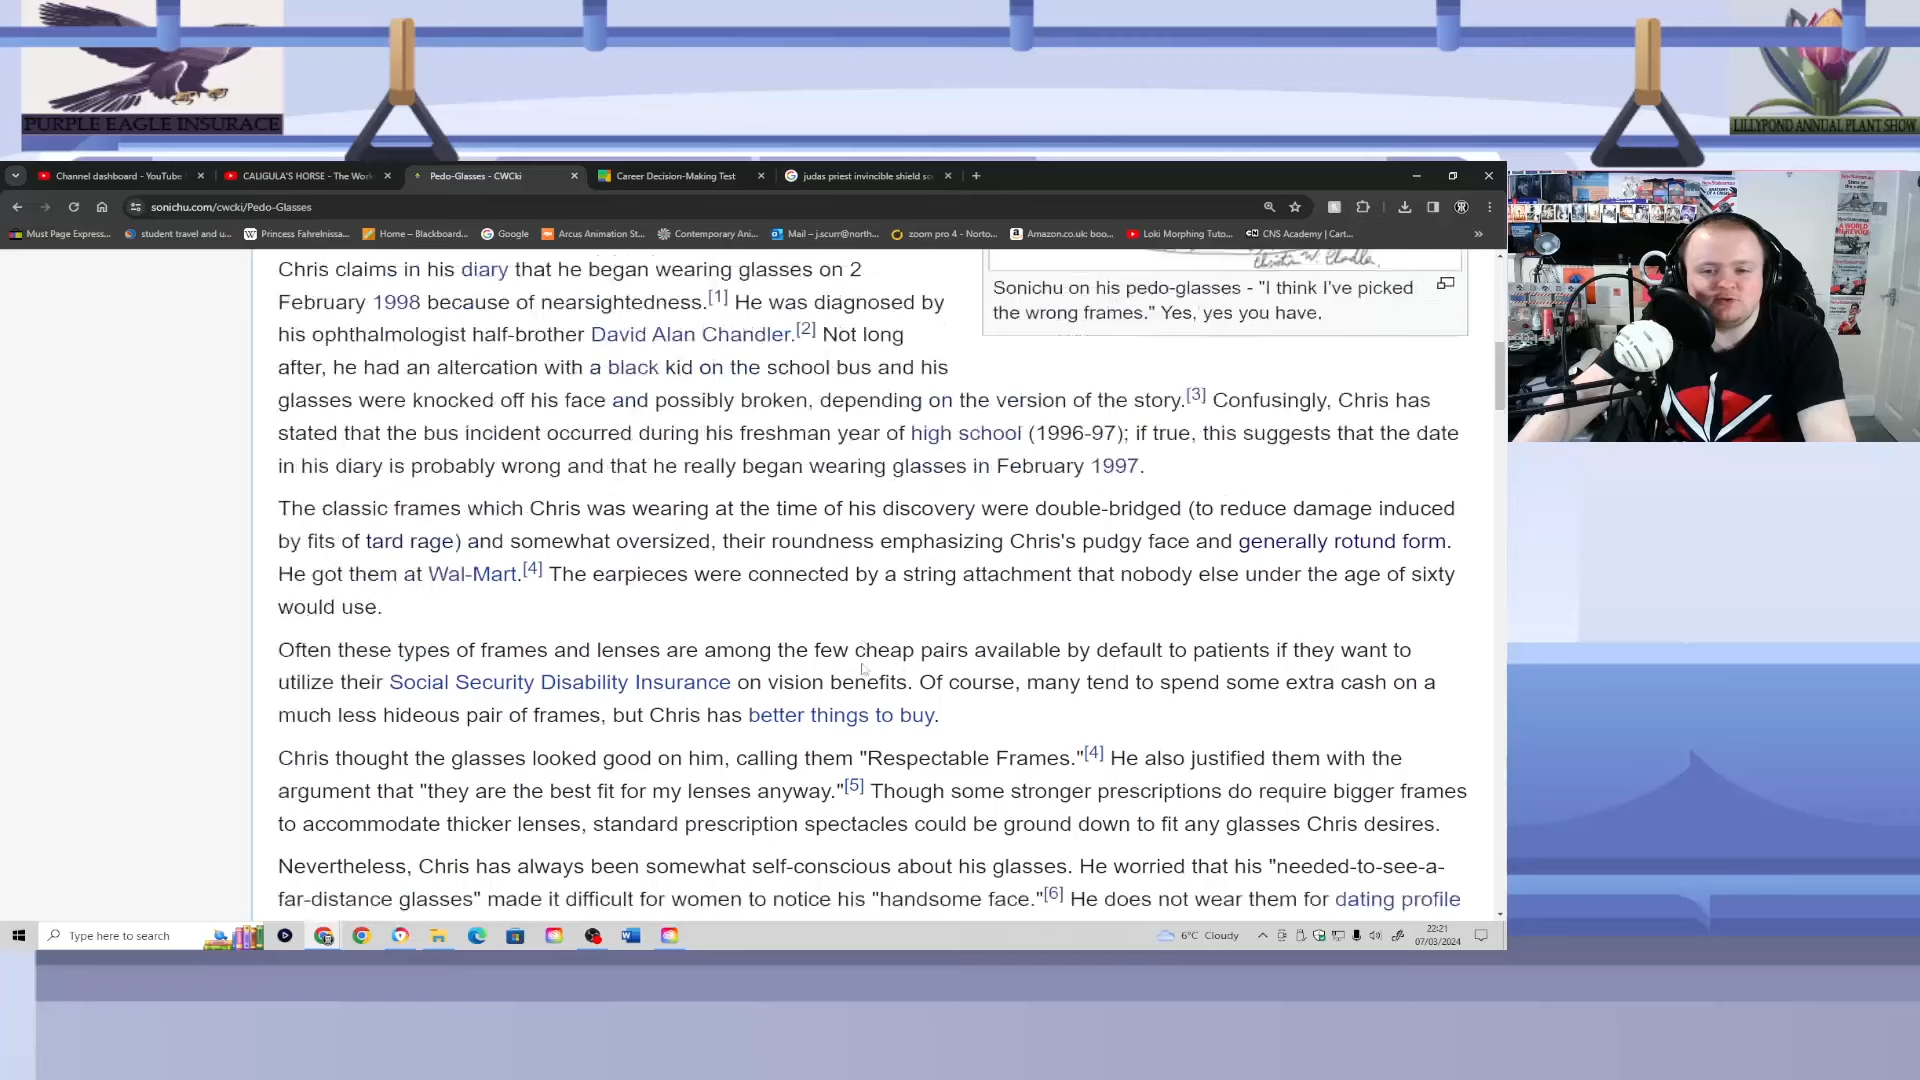 PURPLE EAGLE INSURACE
LILLYPOND ANNUAL PLANT SHOW
Channel dashboard - YouTube
CALIGULA'S HORSE - The Worl
Pedo-Glasses - CWCki
Career Decision-Making Test
judas priest invincible shield so
sonichu.com/cwcki/Pedo-Glasses
Must Page Express...
student travel and u...
Princess Fahrelnissa...
Home – Blackboard...
Google
Arcus Animation St...
Contemporary Ani...
Mail – j.scurr@north...
zoom pro 4 - Norto...
Amazon.co.uk: boo...
Loki Morphing Tuto...
CNS Academy | Cart...
Chris claims in his diary that he began wearing glasses on 2
February 1998 because of nearsightedness.[1] He was diagnosed by
his ophthalmologist half-brother David Alan Chandler.[2] Not long
after, he had an altercation with a black kid on the school bus and his
glasses were knocked off his face and possibly broken, depending on the version of the story.[3] Confusingly, Chris has
stated that the bus incident occurred during his freshman year of high school (1996-97); if true, this suggests that the date
in his diary is probably wrong and that he really began wearing glasses in February 1997.
Sonichu on his pedo-glasses - "I think I've picked
the wrong frames." Yes, yes you have.
The classic frames which Chris was wearing at the time of his discovery were double-bridged (to reduce damage induced
by fits of tard rage) and somewhat oversized, their roundness emphasizing Chris's pudgy face and generally rotund form.
He got them at Wal-Mart.[4] The earpieces were connected by a string attachment that nobody else under the age of sixty
would use.
Often these types of frames and lenses are among the few cheap pairs available by default to patients if they want to
utilize their Social Security Disability Insurance on vision benefits. Of course, many tend to spend some extra cash on a
much less hideous pair of frames, but Chris has better things to buy.
Chris thought the glasses looked good on him, calling them "Respectable Frames."[4] He also justified them with the
argument that "they are the best fit for my lenses anyway."[5] Though some stronger prescriptions do require bigger frames
to accommodate thicker lenses, standard prescription spectacles could be ground down to fit any glasses Chris desires.
Nevertheless, Chris has always been somewhat self-conscious about his glasses. He worried that his "needed-to-see-a-
far-distance glasses" made it difficult for women to notice his "handsome face."[6] He does not wear them for dating profile
Type here to search
6°C Cloudy
22:21
07/03/2024